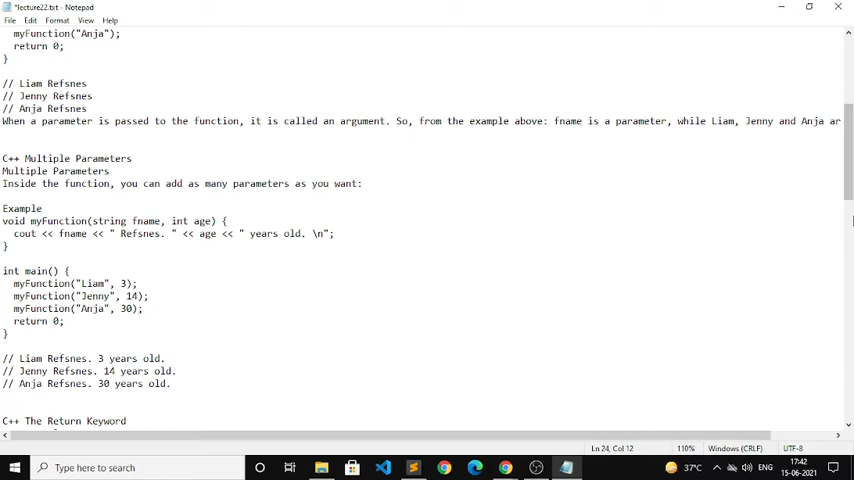 *lecture22.txt - Notepad
File Edit Format View Help
myFunction("Anja");
return 0;
}
// Liam Refsnes
// Jenny Refsnes
// Anja Refsnes
When a parameter is passed to the function, it is called an argument. So, from the example above: fname is a parameter, while Liam, Jenny and Anja ar
C++ Multiple Parameters
Multiple Parameters
Inside the function, you can add as many parameters as you want:
Example
void myFunction(string fname, int age) {
cout << fname << " Refsnes. " << age << " years old. \n";
}
int main() {
myFunction("Liam", 3);
myFunction("Jenny", 14);
myFunction("Anja", 30);
return 0;
}
// Liam Refsnes. 3 years old.
// Jenny Refsnes. 14 years old.
// Anja Refsnes. 30 years old.
C++ The Return Keyword
Ln 24, Col 12 110% Windows (CRLF) UTF-8
Type here to search 37°C ENG 17:42
15-06-2021